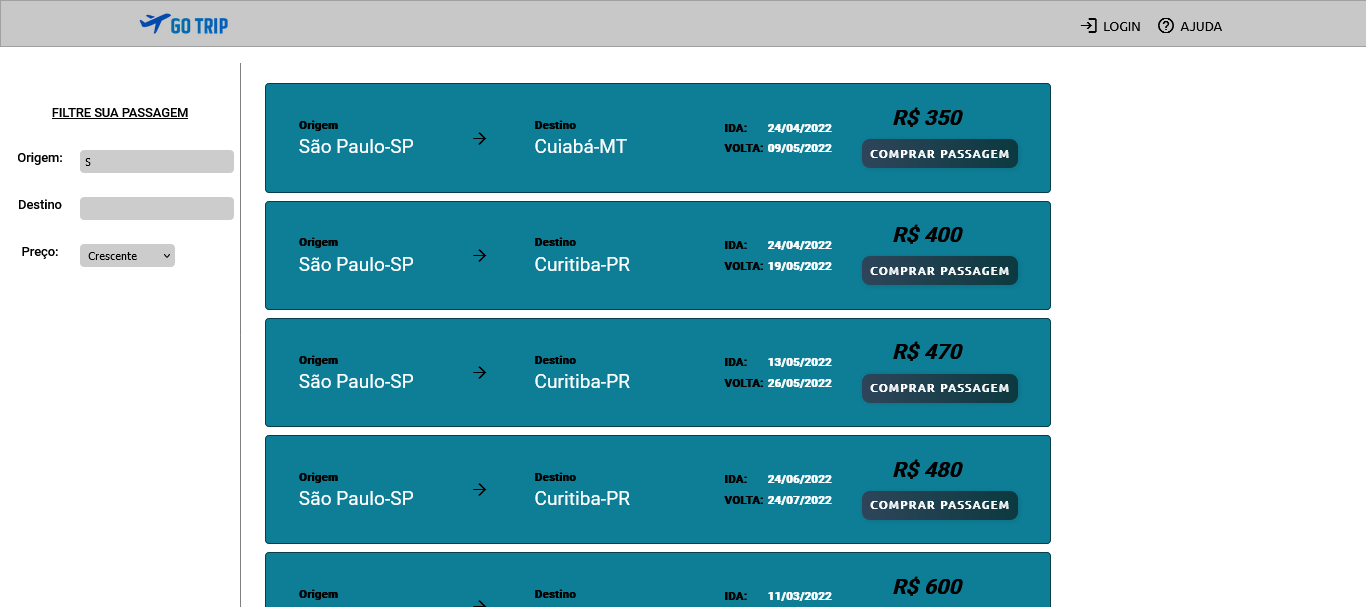 GO TRIP
LOGIN
AJUDA
FILTRE SUA PASSAGEM
Origem: S
Destino
Preço: Crescente
Origem
São Paulo-SP
Destino
Cuiabá-MT
IDA: 24/04/2022
VOLTA: 09/05/2022
R$ 350
COMPRAR PASSAGEM
Origem
São Paulo-SP
Destino
Curitiba-PR
IDA: 24/04/2022
VOLTA: 19/05/2022
R$ 400
COMPRAR PASSAGEM
Origem
São Paulo-SP
Destino
Curitiba-PR
IDA: 13/05/2022
VOLTA: 26/05/2022
R$ 470
COMPRAR PASSAGEM
Origem
São Paulo-SP
Destino
Curitiba-PR
IDA: 24/06/2022
VOLTA: 24/07/2022
R$ 480
COMPRAR PASSAGEM
Origem
Destino
IDA: 11/03/2022
R$ 600